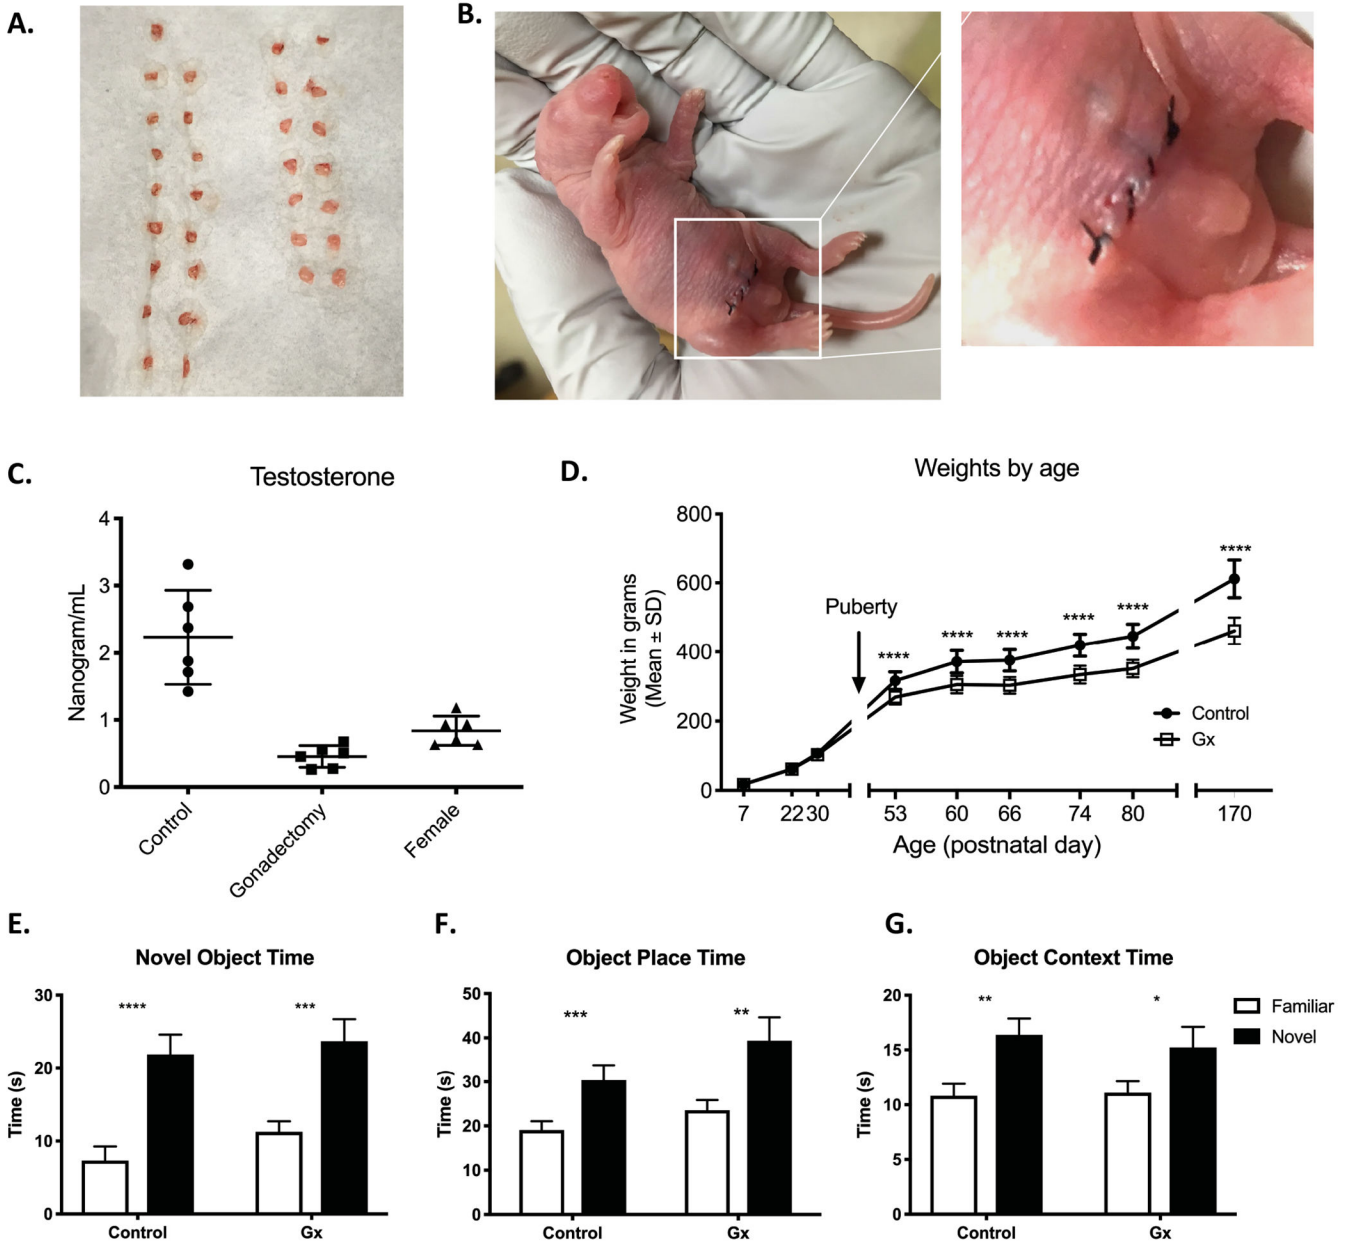 A.
B.
C.
Testosterone
Nanogram/mL
4
3
2
1
0
Control
Gonadectomy
Female
D.
Weights by age
Weight in grams
(Mean ± SD)
800
600
400
200
0
Puberty
****
****
****
****
****
****
Control
Gx
7
22
30
53
60
66
74
80
170
Age (postnatal day)
E.
Novel Object Time
Time (s)
30
20
10
0
****
***
Control
Gx
F.
Object Place Time
Time (s)
50
40
30
20
10
0
***
**
Control
Gx
G.
Object Context Time
Time (s)
20
15
10
5
0
**
*
Control
Gx
Familiar
Novel